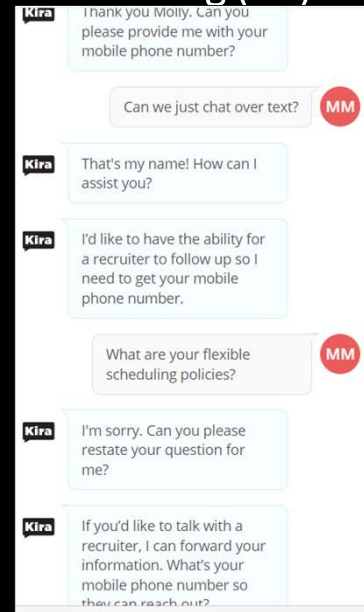 Kira
Thank you Molly. Can you
please provide me with your
mobile phone number?
Can we just chat over text?
MM
Kira
That's my name! How can I
assist you?
Kira
I'd like to have the ability for
a recruiter to follow up so I
need to get your mobile
phone number.
What are your flexible
scheduling policies?
MM
Kira
I'm sorry. Can you please
restate your question for
me?
Kira
If you'd like to talk with a
recruiter, I can forward your
information. What's your
mobile phone number so
they can reach out?